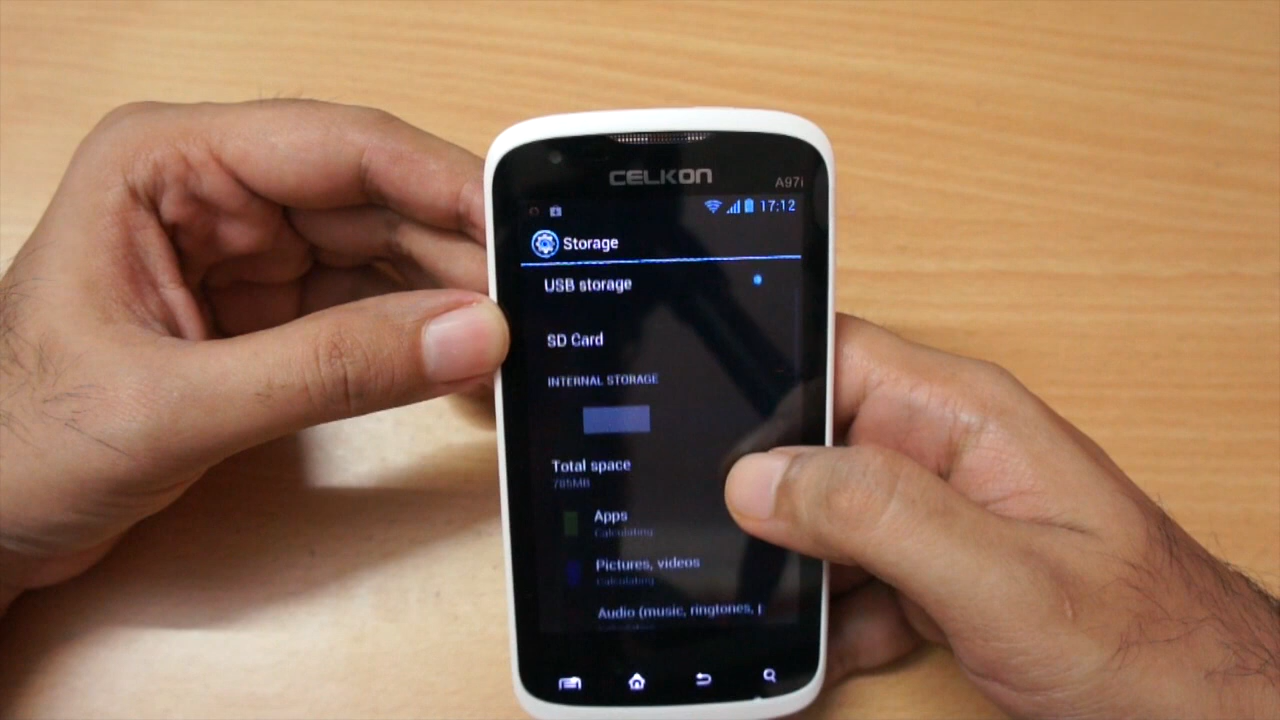 CELKON
A97i
17:12
Storage
USB storage
SD Card
INTERNAL STORAGE
Total space
785MB
Apps
Calculating
Pictures, videos
Calculating
Audio (music, ringtones,